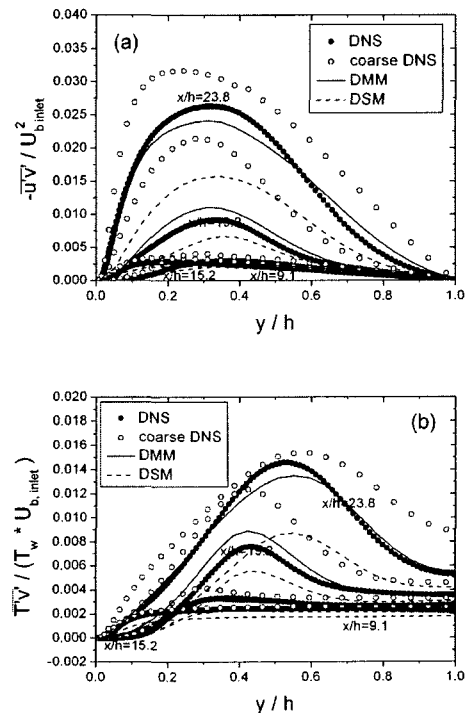 (a)
DNS
coarse DNS
DMM
DSM
x/h=23.8
x/h=15.2
x/h=9.1
0.040
0.035
0.030
0.025
0.020
0.015
0.010
0.005
0.000
-u'v' / U²b inlet
0.0 0.2 0.4 0.6 0.8 1.0
y / h
(b)
DNS
coarse DNS
DMM
DSM
x/h=23.8
x/h=9.1
x/h=15.2
0.020
0.018
0.016
0.014
0.012
0.010
0.008
0.006
0.004
0.002
0.000
-0.002
T'v' / (Tw * Ub, inlet)
0.0 0.2 0.4 0.6 0.8 1.0
y / h